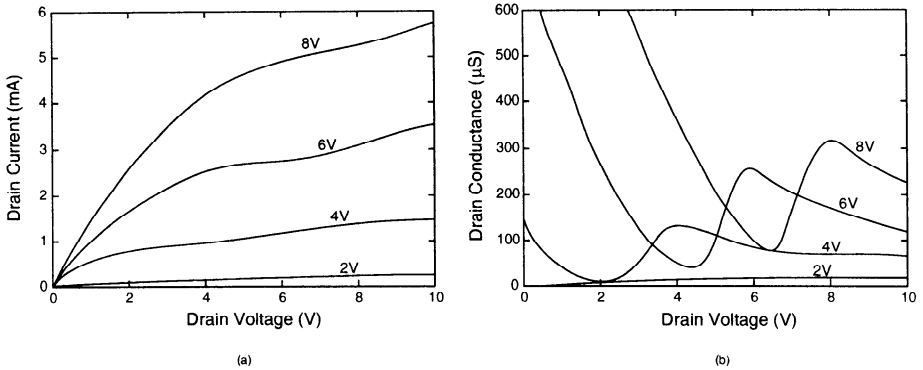 6
5
4
3
2
1
0
0
2
4
6
8
10
Drain Current (mA)
Drain Voltage (V)
8V
6V
4V
2V
(a)
600
500
400
300
200
100
0
0
2
4
6
8
10
Drain Conductance (µS)
Drain Voltage (V)
8V
6V
4V
2V
(b)